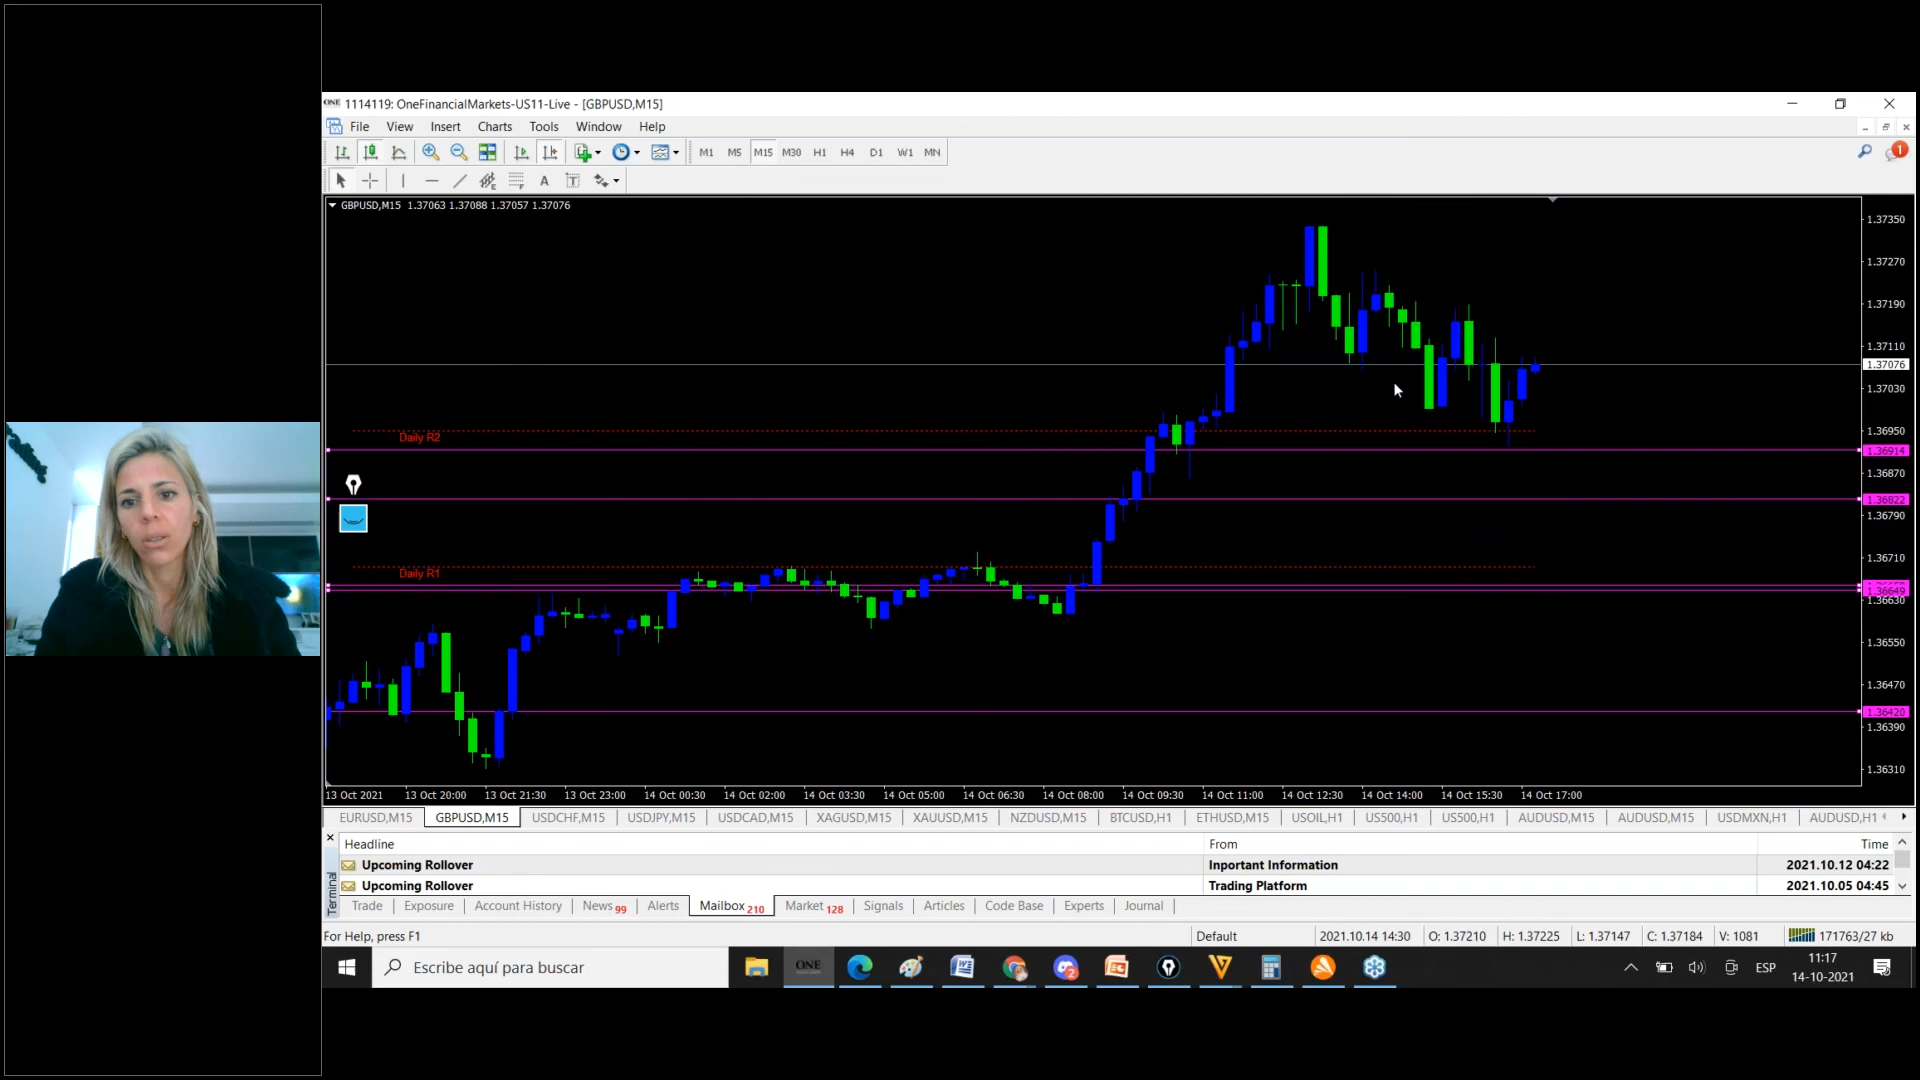 ONE 1114119: OneFinancialMarkets-US11-Live - [GBPUSD,M15]
File View Insert Charts Tools Window Help
M1 M5 M15 M30 H1 H4 D1 W1 MN 1
E F A T
GBPUSD,M15 1.37063 1.37088 1.37057 1.37076
1.37350
1.37270
1.37190
1.37110
1.37076
1.37030
Daily R2
1.36950
1.36914
1.36870
1.36822
1.36790
1.36710
Daily R1
1.36649
1.36630
1.36550
1.36470
1.36420
1.36390
1.36310
13 Oct 2021 13 Oct 20:00 13 Oct 21:30 13 Oct 23:00 14 Oct 00:30 14 Oct 02:00 14 Oct 03:30 14 Oct 05:00 14 Oct 06:30 14 Oct 08:00 14 Oct 09:30 14 Oct 11:00 14 Oct 12:30 14 Oct 14:00 14 Oct 15:30 14 Oct 17:00
EURUSD,M15 GBPUSD,M15 USDCHF,M15 USDJPY,M15 USDCAD,M15 XAGUSD,M15 XAUUSD,M15 NZDUSD,M15 BTCUSD,H1 ETHUSD,M15 USOIL,H1 US500,H1 US500,H1 AUDUSD,M15 AUDUSD,M15 USDMXN,H1 AUDUSD,H1
Headline From Time
Upcoming Rollover Inportant Information 2021.10.12 04:22
Upcoming Rollover Trading Platform 2021.10.05 04:45
Terminal
Trade Exposure Account History News 99 Alerts Mailbox 210 Market 128 Signals Articles Code Base Experts Journal
For Help, press F1 Default 2021.10.14 14:30 O: 1.37210 H: 1.37225 L: 1.37147 C: 1.37184 V: 1081 171763/27 kb
Escribe aquí para buscar ONE 2 ESP 11:17
14-10-2021